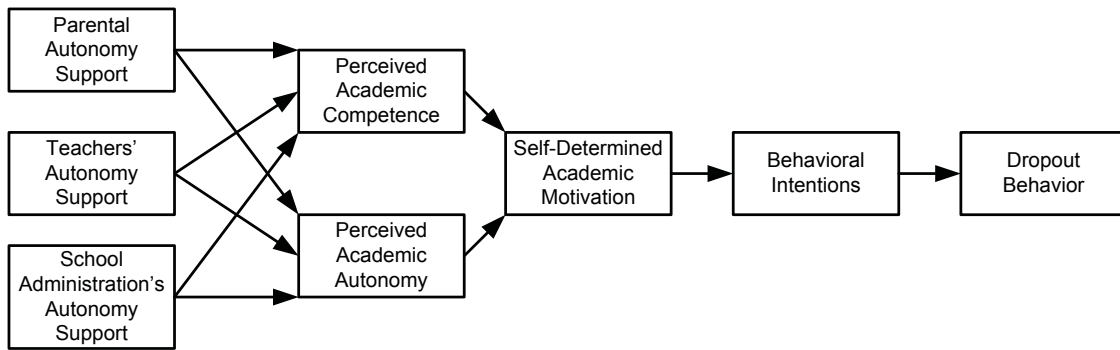 Parental
Autonomy
Support
Teachers’
Autonomy
Support
School
Administration’s
Autonomy
Support
Perceived
Academic
Competence
Perceived
Academic
Autonomy
Self-Determined
Academic
Motivation
Behavioral
Intentions
Dropout
Behavior